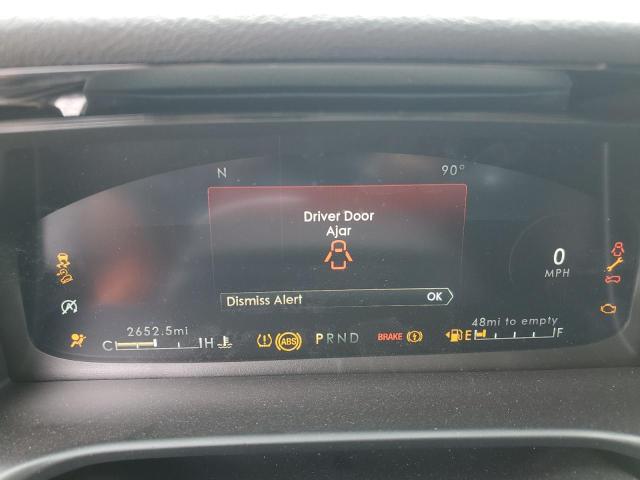 N 90°
Driver Door
Ajar
0
MPH
Dismiss Alert OK
2652.5mi 48mi to empty
C H ABS PRND BRAKE E F